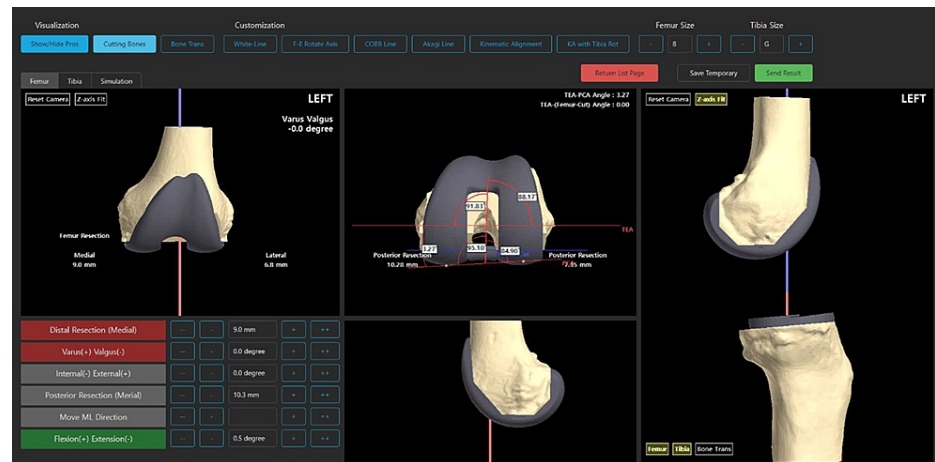 Visualization
Customization
Femur Size
Tibia Size
Show/Hide Pros
Cutting Bones
Bone Trans
White-Line
F-E Rotate Axis
COBB Line
Akagi Line
Kinematic Alignment
KA with Tibia Rot
-
8
+
-
G
+
Retuen List Page
Save Temporary
Send Result
Femur
Tibia
Simulation
Reset Camera
Z-axis Fit
LEFT
Varus Valgus
-0.0 degree
Femur Resection
Medial
9.0 mm
Lateral
6.8 mm
TEA-PCA Angle : 3.27
TEA-(Femur-Cut) Angle : 0.00
88.17
91.83
TEA
3.27
95.10
84.90
Posterior Resection
10.28 mm
Posterior Resection
7.35 mm
Reset Camera
Z-axis Fit
LEFT
Distal Resection (Medial)
--
-
9.0 mm
+
++
Varus(+) Valgus(-)
--
-
0.0 degree
+
++
Internal(-) External(+)
--
-
0.0 degree
+
++
Posterior Resection (Merial)
--
-
10.3 mm
+
++
Move ML Direction
--
-
+
++
Flexion(+) Extension(-)
--
-
0.5 degree
+
++
Femur
Tibia
Bone Trans